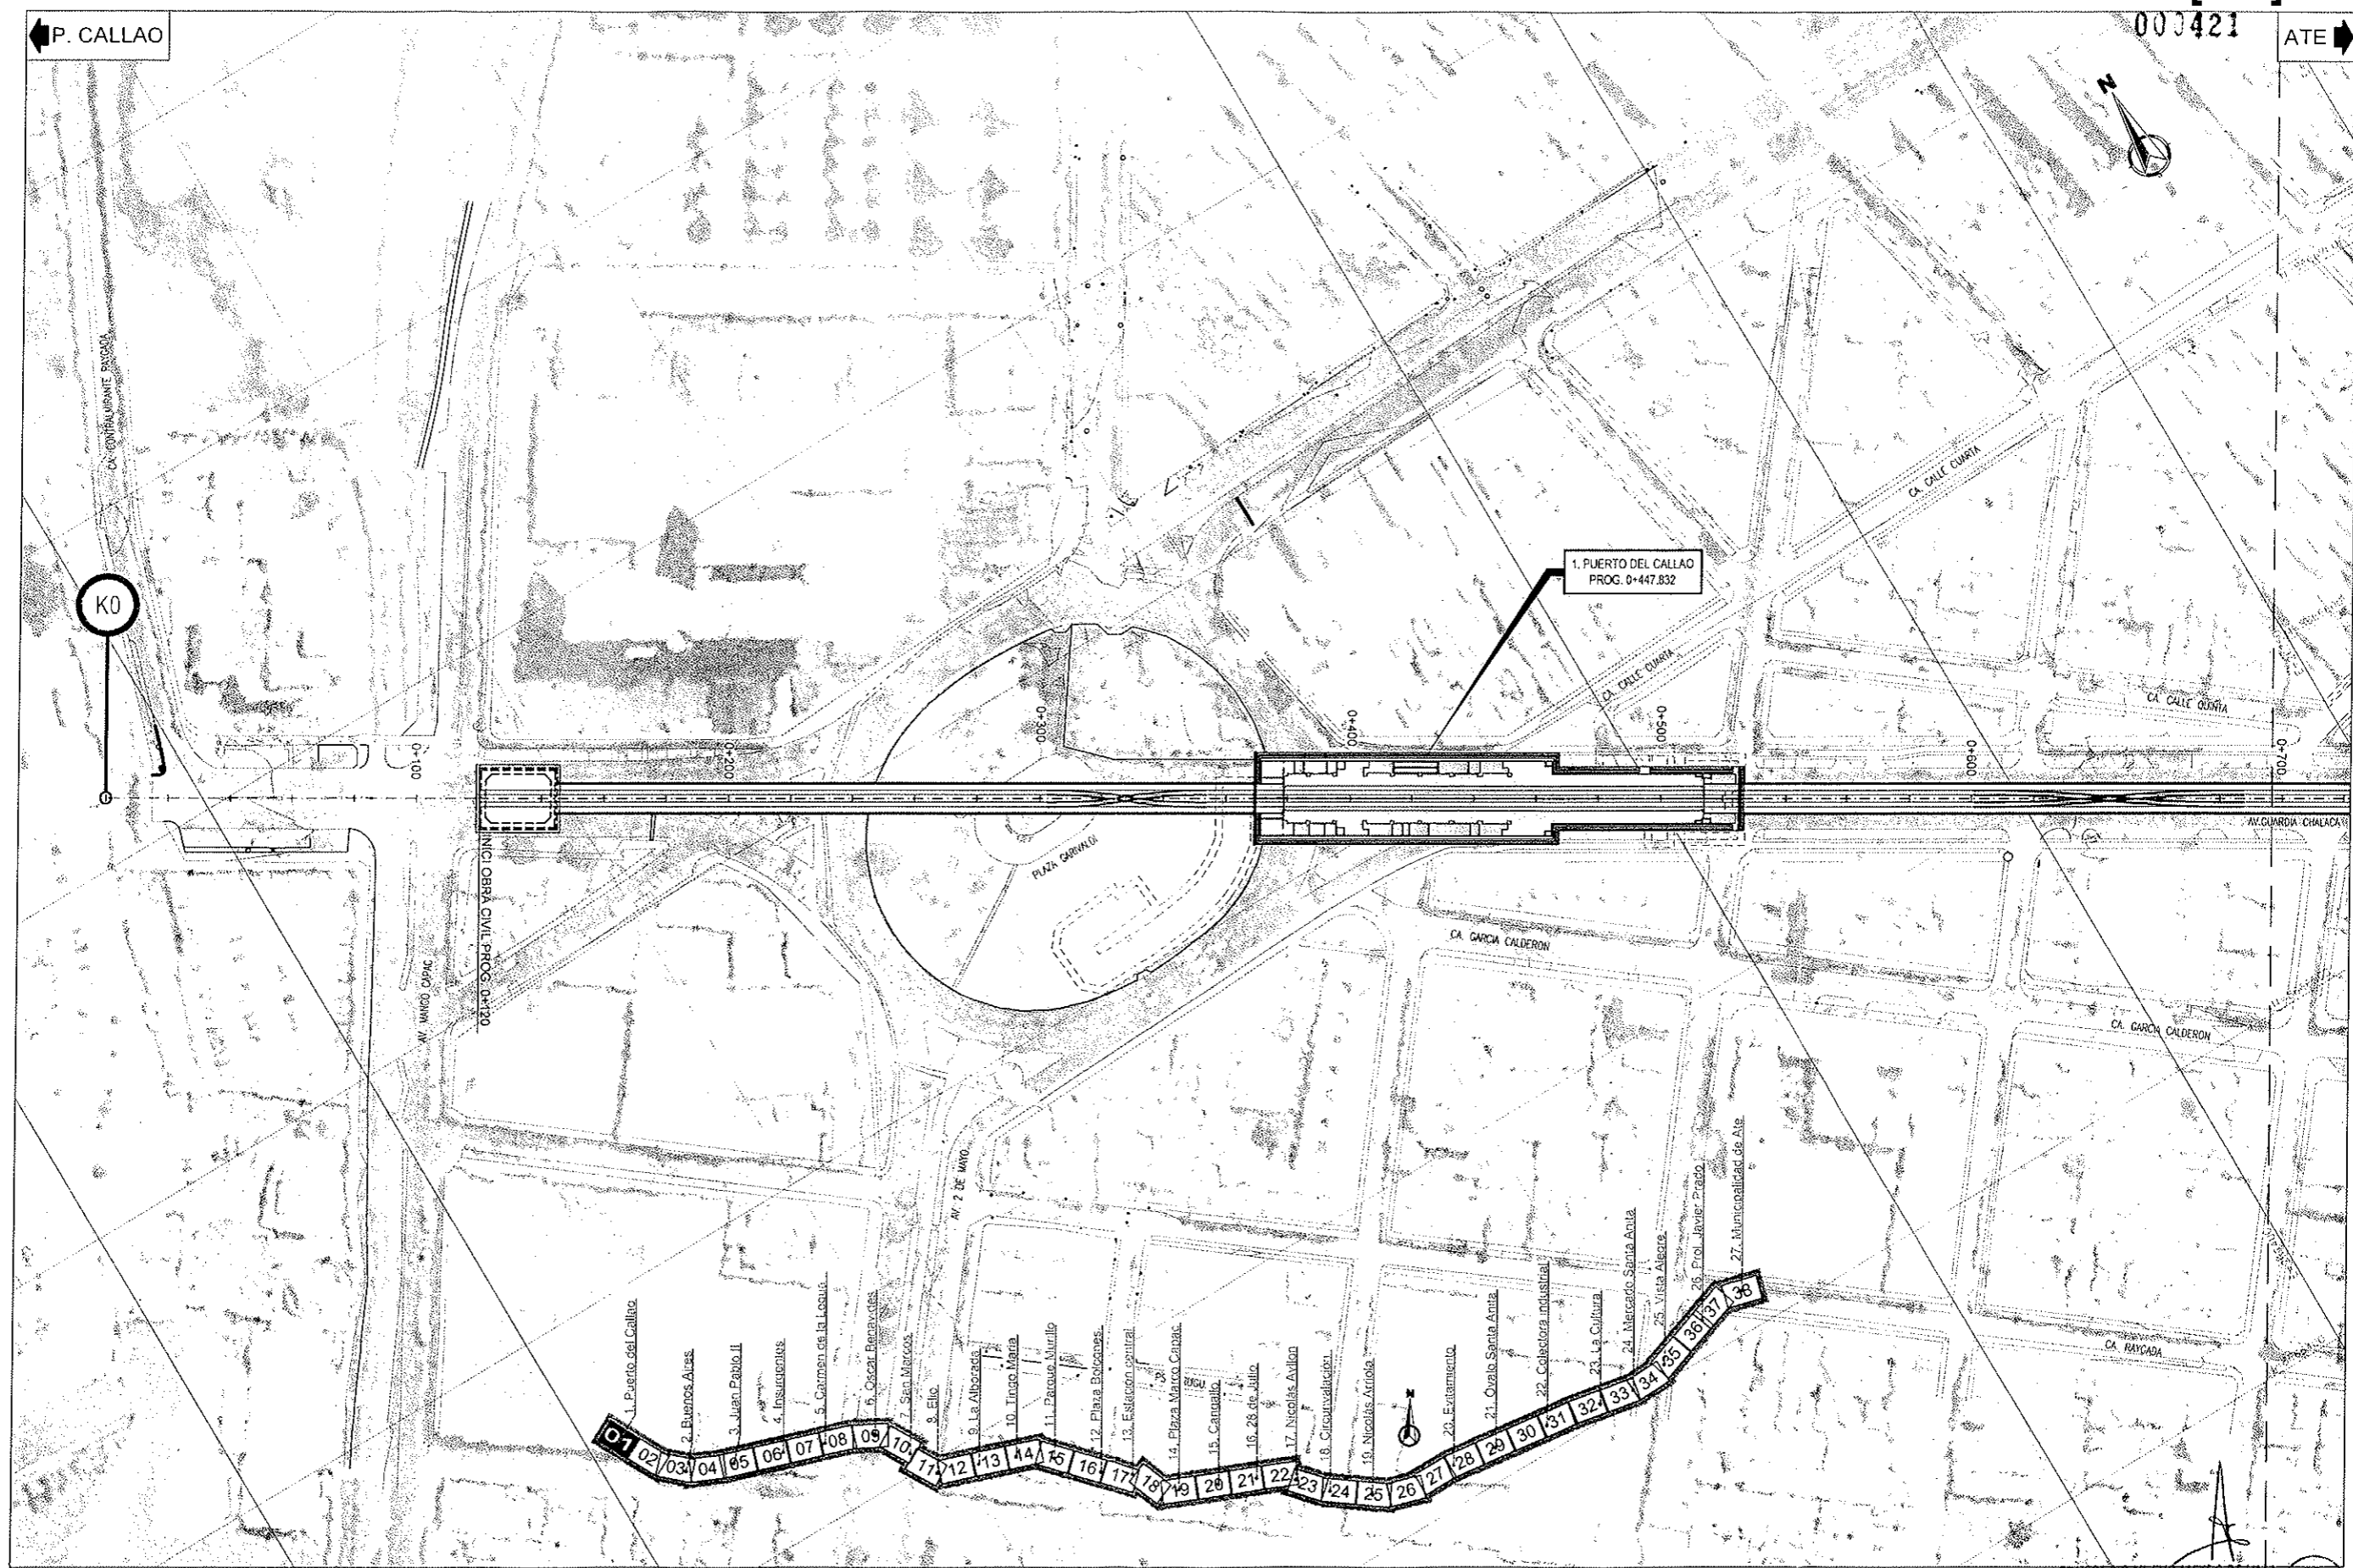 P. CALLAO
000421
ATE
N
CA. CONTRALMIRANTE RAYGADA
K0
1. PUERTO DEL CALLAO
PROG. 0+447.832
CA. CALLE CUARTA
CA. CALLE CUARTA
CA. CALLE QUINTA
0+100
0+200
0+300
0+400
0+500
0+600
0+700
AV.GUARDIA CHALACA
PLAZA GARIVALDI
INICI OBRA CIVIL PROG. 0+120
AV. MANCO CAPAC
CA. GARCIA CALDERON
CA. GARCIA CALDERON
AV. 2 DE MAYO
CA. RAYGADA
1. Puerto del Callao
2. Buenos Aires
3. Juan Pablo II
4. Insurgentes
5. Carmen de la Legua
6. Oscar Benavides
7. San Marcos
8. Elio
9. La Alborada
10. Tingo Maria
11. Parque Murillo
12. Plaza Bolognesi
13. Estación central
14. Plaza Manco Capac
15. Cangallo
16. 28 de Julio
17. Nicolás Ayllon
18. Circunvalación
19. Nicolás Arriola
20. Evitamiento
21. Ovalo Santa Anita
22. Colectora Industrial
23. La Cultura
24. Mercado Santa Anita
25. Vista Alegre
26. Prol. Javier Prado
27. Municipalidad de Ate
N
01 02 03 04 05 06 07 08 09 10 11 12 13 14 15 16 17 18 19 20 21 22 23 24 25 26 27 28 29 30 31 32 33 34 35 36 37 38